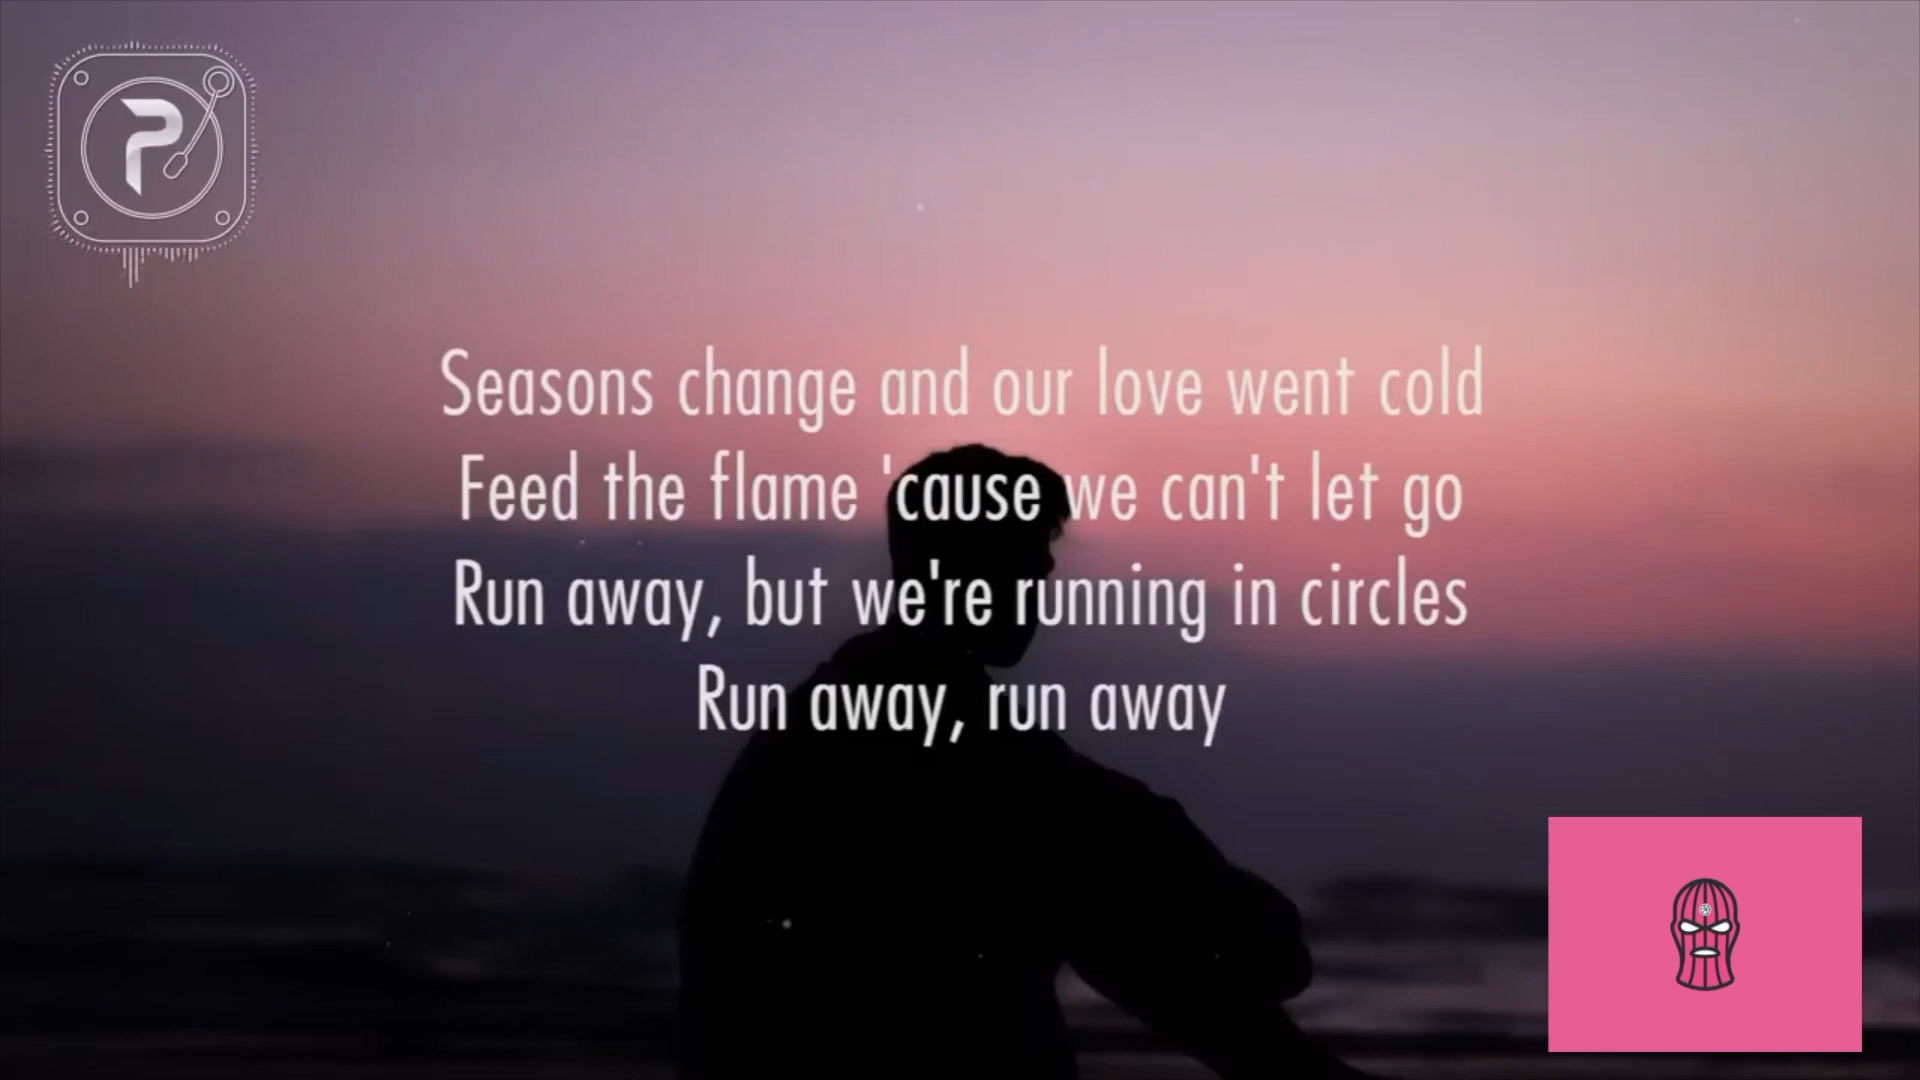 P
Seasons change and our love went cold
Feed the flame 'cause we can't let go
Run away, but we're running in circles
Run away, run away